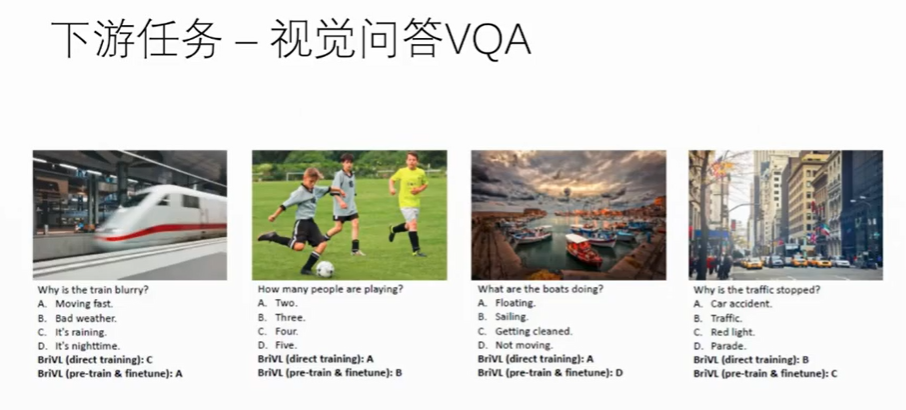 下游任务 – 视觉问答VQA
Why is the train blurry?
A. Moving fast.
B. Bad weather.
C. It's raining.
D. It's nighttime.
BriVL (direct training): C
BriVL (pre-train & finetune): A
How many people are playing?
A. Two.
B. Three.
C. Four.
D. Five.
BriVL (direct training): A
BriVL (pre-train & finetune): B
What are the boats doing?
A. Floating.
B. Sailing.
C. Getting cleaned.
D. Not moving.
BriVL (direct training): A
BriVL (pre-train & finetune): D
Why is the traffic stopped?
A. Car accident.
B. Traffic.
C. Red light.
D. Parade.
BriVL (direct training): B
BriVL (pre-train & finetune): C